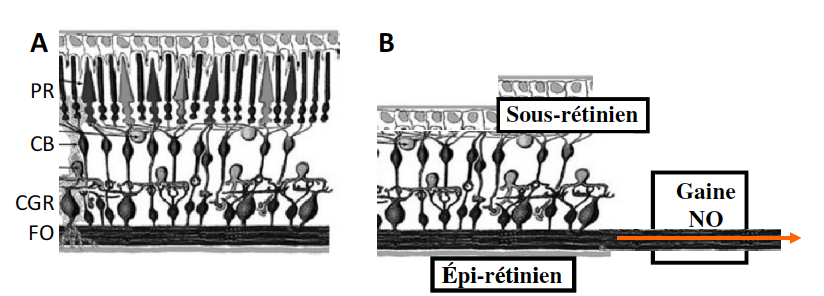 A
B
PR
CB
CGR
FO
Sous-rétinien
Gaine
NO
Épi-rétinien